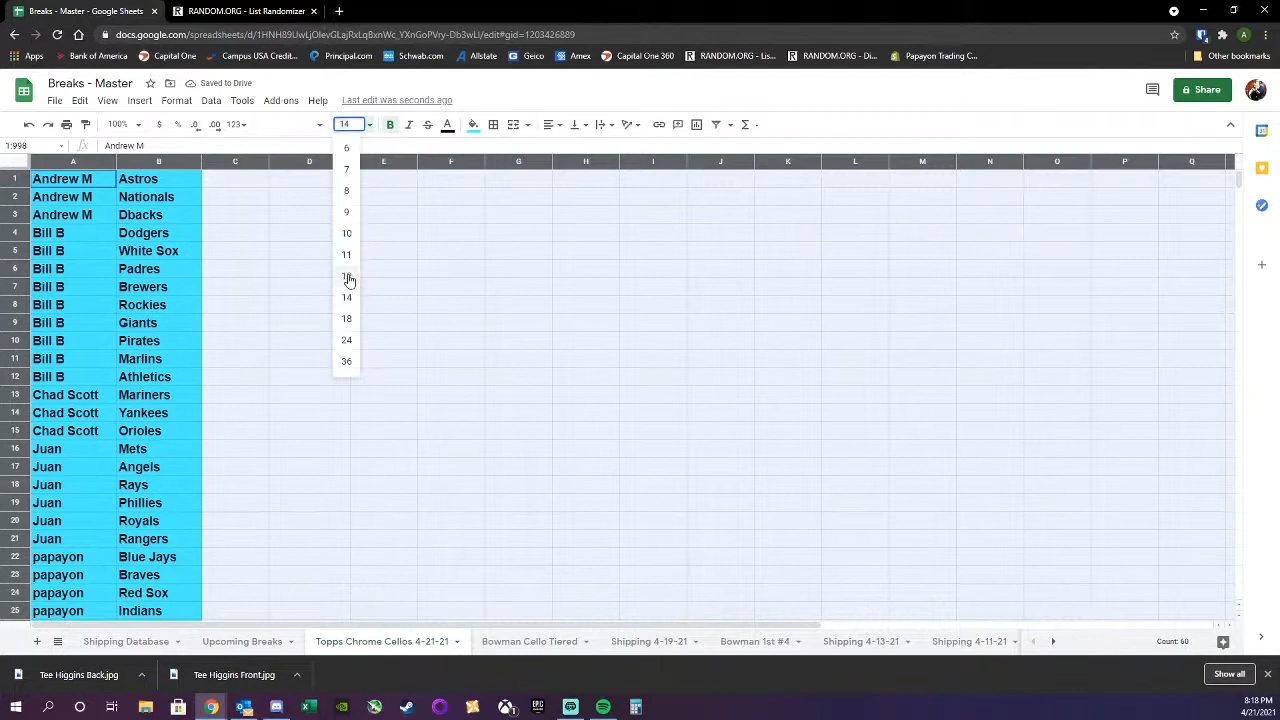 Breaks - Master - Google Sheets
RANDOM.ORG - List Randomizer
docs.google.com/spreadsheets/d/1HNH89UwLjOlevGLajRxLqBxnWc_YXnGoPVry-Db3wLI/edit#gid=1203426889
Apps Bank of America Capital One Campus USA Credit... Principal.com Schwab.com Allstate Geico Amex Capital One 360 RANDOM.ORG - Lis... RANDOM.ORG - Di... Papayon Trading C... Other bookmarks
Breaks - Master Saved to Drive
File Edit View Insert Format Data Tools Add-ons Help Last edit was seconds ago
Share
100% $ % .0 .00 123 14 B I S A
1:998 fx Andrew M
A B C D E F G H I J K L M N O P Q
1 Andrew M Astros
2 Andrew M Nationals
3 Andrew M Dbacks
4 Bill B Dodgers
5 Bill B White Sox
6 Bill B Padres
7 Bill B Brewers
8 Bill B Rockies
9 Bill B Giants
10 Bill B Pirates
11 Bill B Marlins
12 Bill B Athletics
13 Chad Scott Mariners
14 Chad Scott Yankees
15 Chad Scott Orioles
16 Juan Mets
17 Juan Angels
18 Juan Rays
19 Juan Phillies
20 Juan Royals
21 Juan Rangers
22 papayon Blue Jays
23 papayon Braves
24 papayon Red Sox
25 papayon Indians
6
7
8
9
10
11
14
18
24
36
Shipping Database Upcoming Breaks Topps Chrome Cellos 4-21-21 Bowman Cello Tiered Shipping 4-19-21 Bowman 1st #4 Shipping 4-13-21 Shipping 4-11-21 Count: 60
Tee Higgins Back.jpg Tee Higgins Front.jpg Show all
8:18 PM
4/21/2021